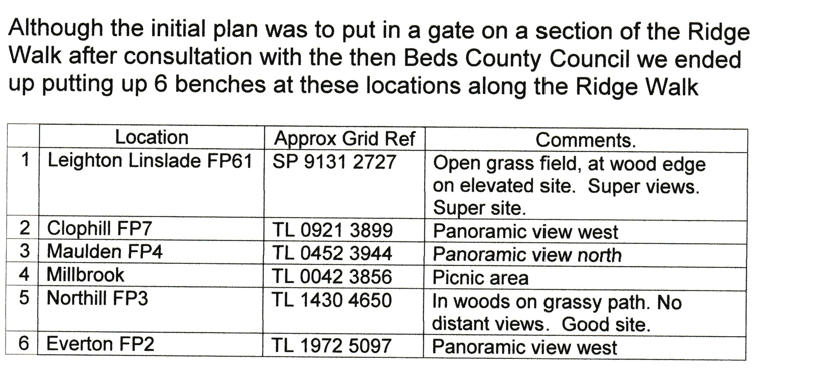 Although the initial plan was to put in a gate on a section of the Ridge
Walk after consultation with the then Beds County Council we ended
up putting up 6 benches at these locations along the Ridge Walk
Location Approx Grid Ref Comments.
1 Leighton Linslade FP61 SP 9131 2727 Open grass field, at wood edge
on elevated site. Super views.
Super site.
2 Clophill FP7 TL 0921 3899 Panoramic view west
3 Maulden FP4 TL 0452 3944 Panoramic view north
4 Millbrook TL 0042 3856 Picnic area
5 Northill FP3 TL 1430 4650 In woods on grassy path. No
distant views. Good site.
6 Everton FP2 TL 1972 5097 Panoramic view west